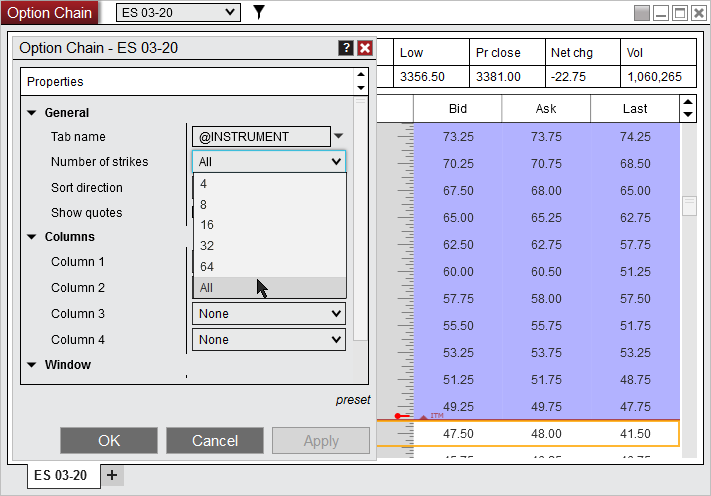 Option Chain ES 03-20
Option Chain - ES 03-20 ?
Properties
General
Tab name @INSTRUMENT
Number of strikes All
Sort direction
Show quotes
4
8
16
32
64
All
Columns
Column 1
Column 2
Column 3 None
Column 4 None
Window
preset
OK Cancel Apply
Low Pr close Net chg Vol
3356.50 3381.00 -22.75 1,060,265
Bid Ask Last
73.25 73.75 74.25
70.25 70.75 68.50
67.50 68.00 65.00
65.00 65.25 62.75
62.50 62.75 57.75
60.00 60.50 51.25
57.75 58.00 57.50
55.50 55.75 51.75
53.25 53.75 53.25
51.25 51.75 48.75
49.25 49.75 47.75
ITM
47.50 48.00 41.50
ES 03-20 +